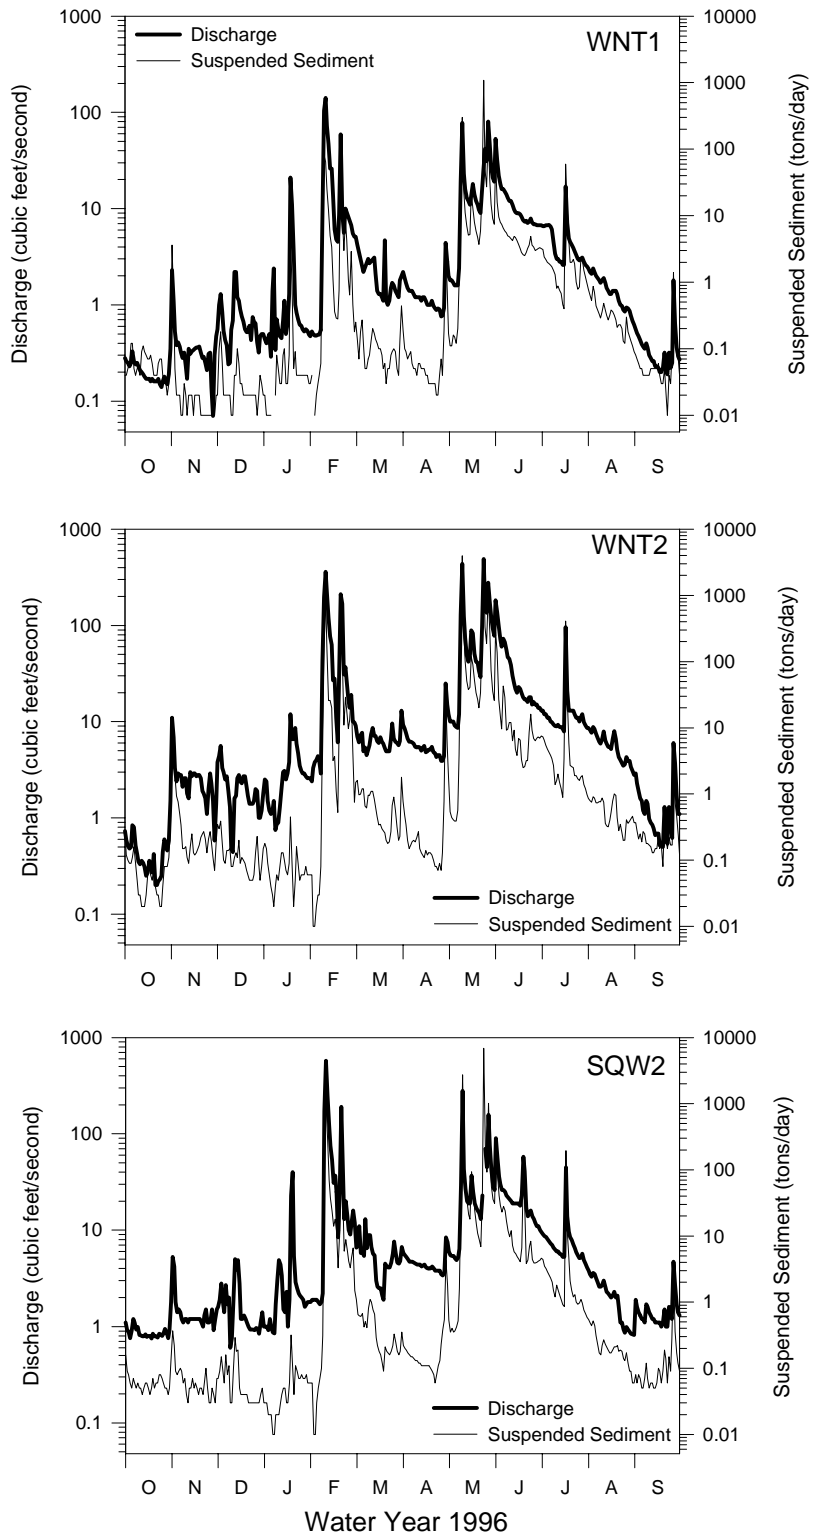 WNT1
Discharge
Suspended Sediment
Discharge (cubic feet/second)
1000
100
10
1
0.1
Suspended Sediment (tons/day)
10000
1000
100
10
1
0.1
0.01
O N D J F M A M J J A S
WNT2
Discharge (cubic feet/second)
1000
100
10
1
0.1
Suspended Sediment (tons/day)
10000
1000
100
10
1
0.1
0.01
Discharge
Suspended Sediment
O N D J F M A M J J A S
SQW2
Discharge (cubic feet/second)
1000
100
10
1
0.1
Suspended Sediment (tons/day)
10000
1000
100
10
1
0.1
0.01
Discharge
Suspended Sediment
O N D J F M A M J J A S
Water Year 1996